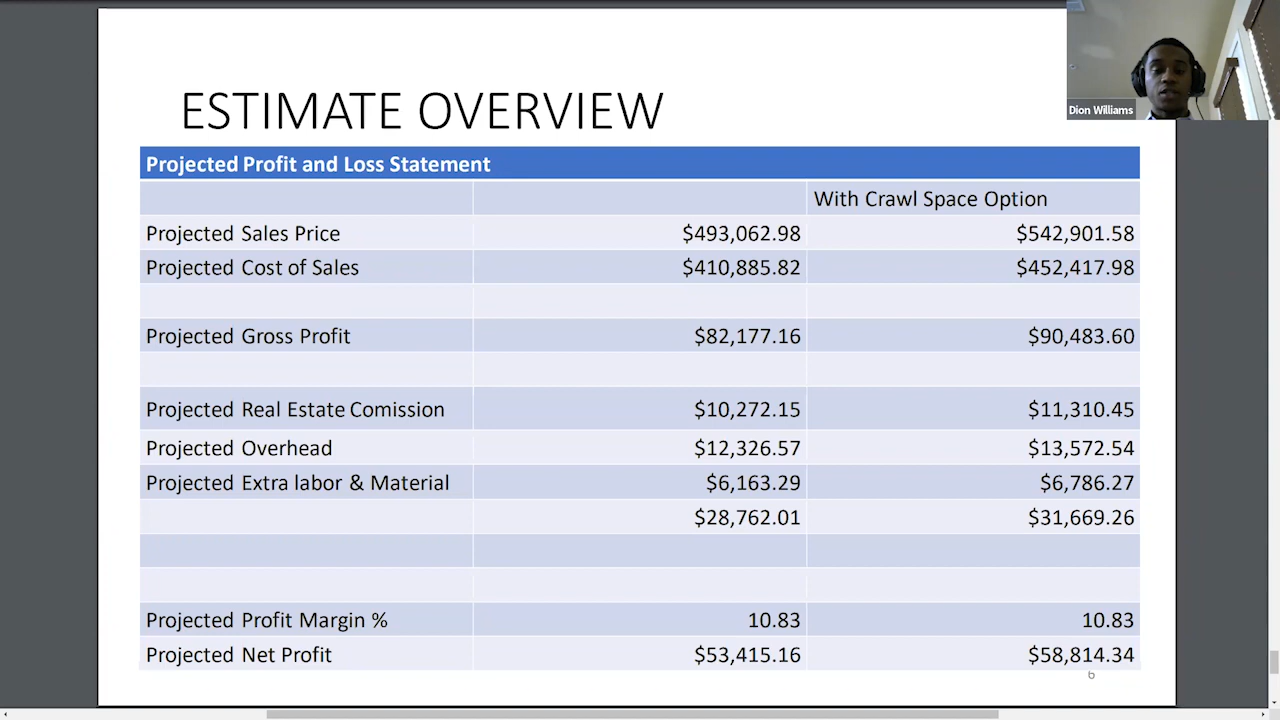 Dion Williams
ESTIMATE OVERVIEW
Projected Profit and Loss Statement
With Crawl Space Option
Projected Sales Price $493,062.98 $542,901.58
Projected Cost of Sales $410,885.82 $452,417.98
Projected Gross Profit $82,177.16 $90,483.60
Projected Real Estate Comission $10,272.15 $11,310.45
Projected Overhead $12,326.57 $13,572.54
Projected Extra labor & Material $6,163.29 $6,786.27
$28,762.01 $31,669.26
Projected Profit Margin % 10.83 10.83
Projected Net Profit $53,415.16 $58,814.34
6